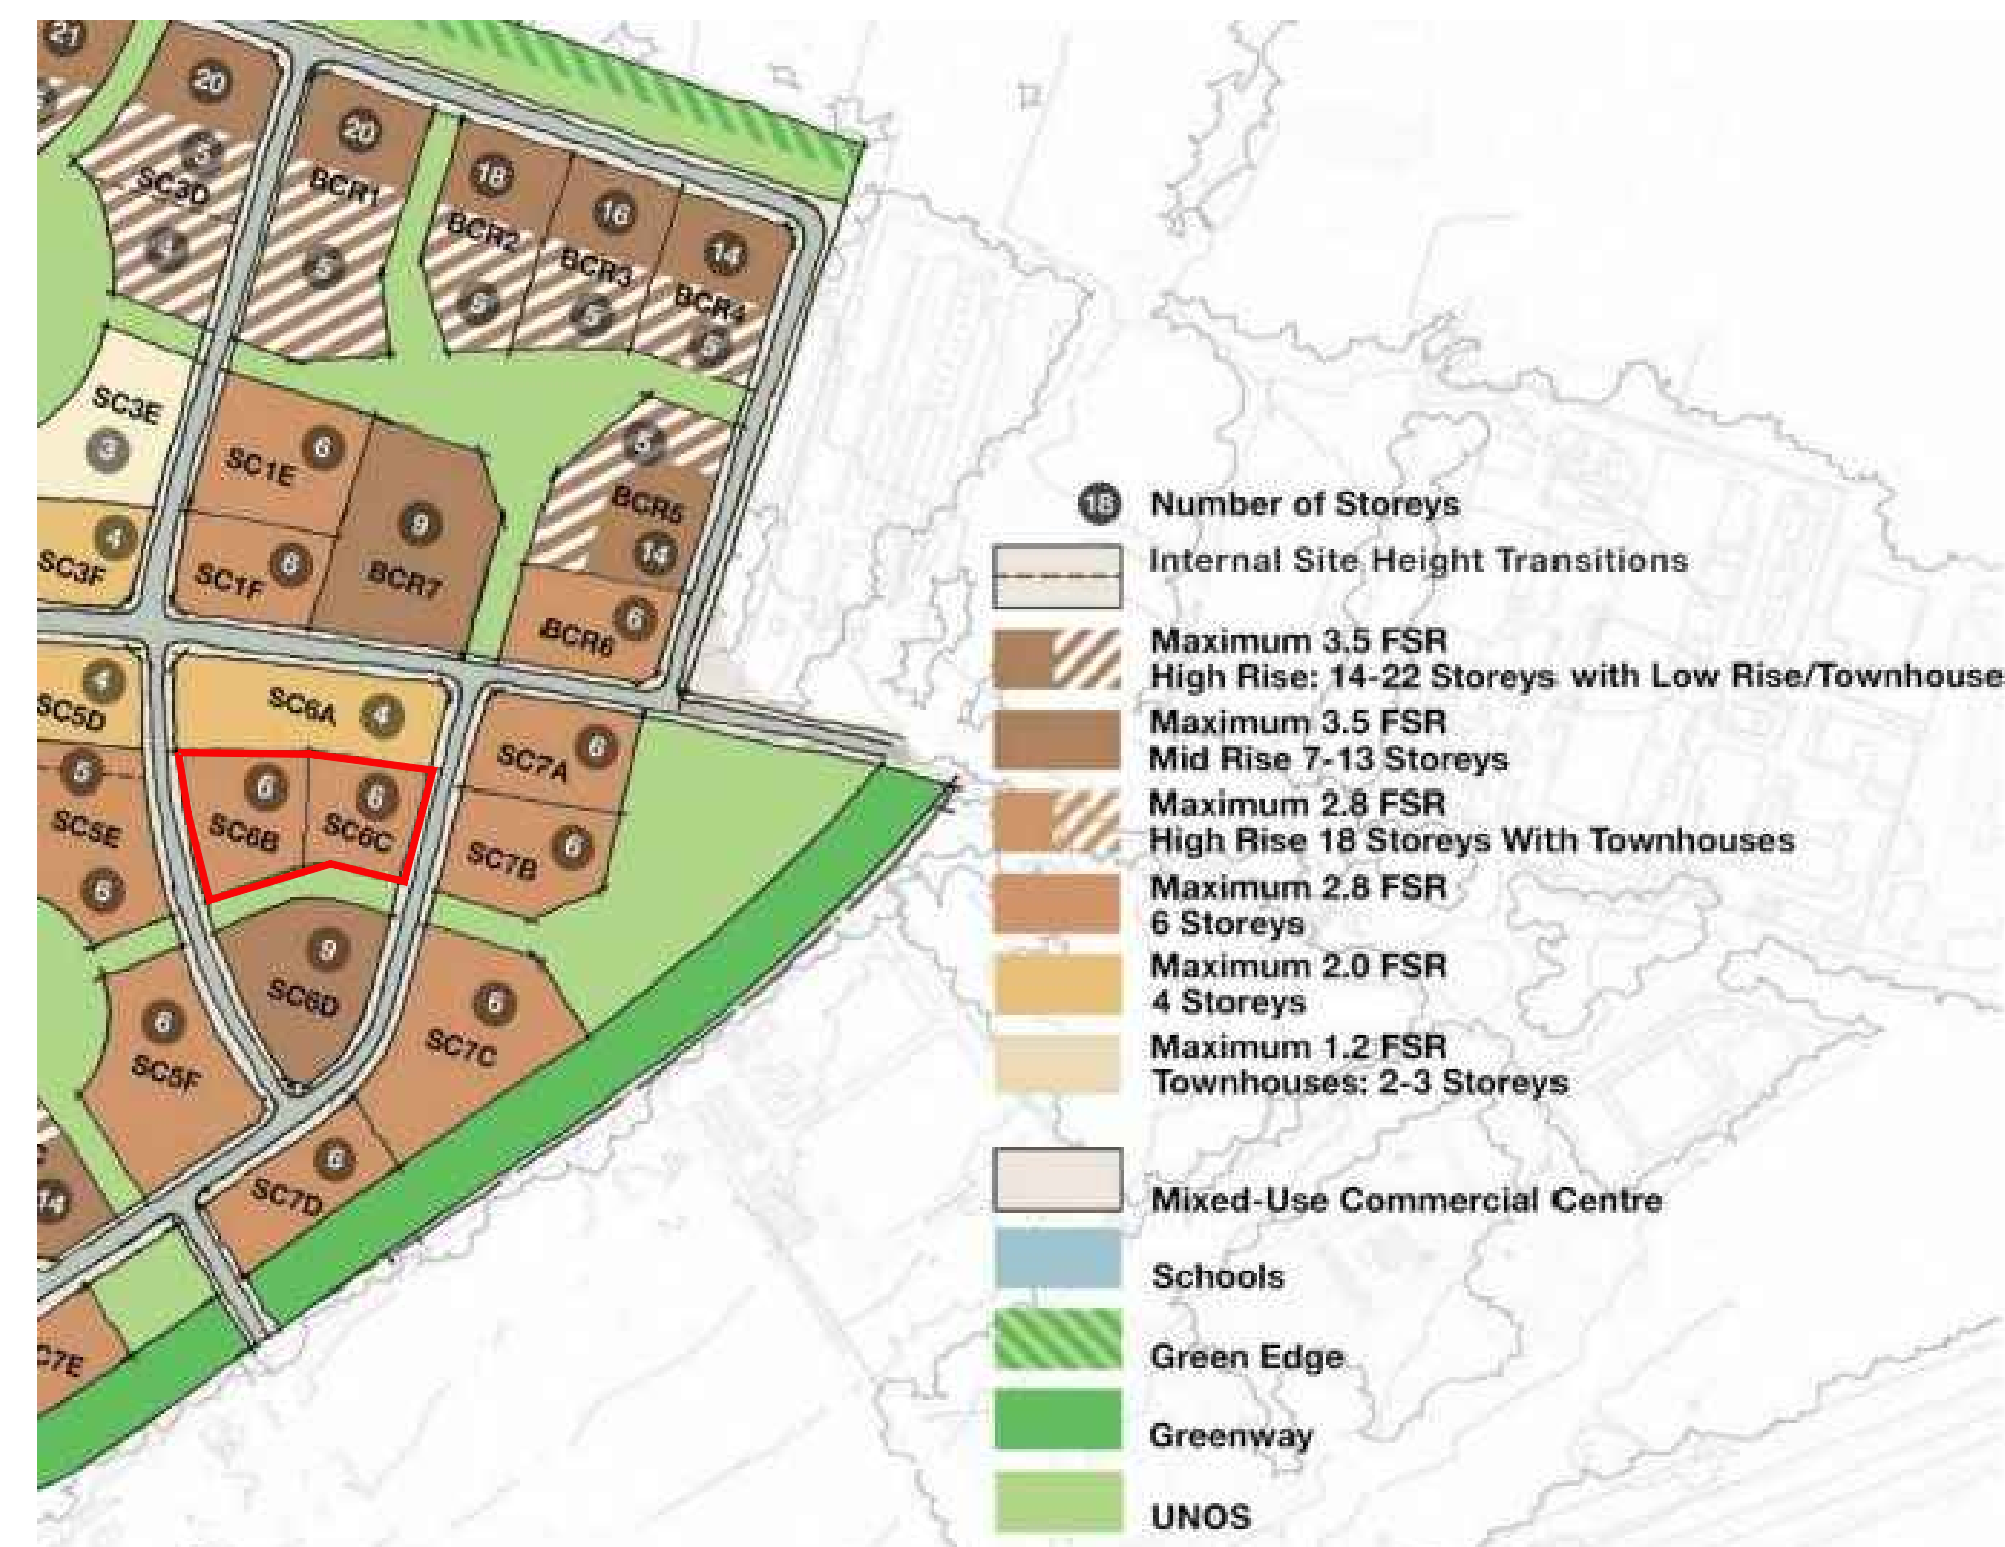 21
20
5
SC3D
4
20
BCR1
5
18
BCR2
5
16
BCR3
5
14
BCR4
5
SC3E
3
6
SC1E
9
BCR7
5
BCR5
14
4
SC3F
6
SC1F
6
BCR6
4
SC5D
SC6A
4
6
SC7A
5
SC5E
6
6
SC6B
6
SC6C
6
SC7B
9
SC6D
6
SC7C
6
SC5F
14
6
SC7D
C7E
18 Number of Storeys
Internal Site Height Transitions
Maximum 3.5 FSR
High Rise: 14-22 Storeys with Low Rise/Townhouse
Maximum 3.5 FSR
Mid Rise 7-13 Storeys
Maximum 2.8 FSR
High Rise 18 Storeys With Townhouses
Maximum 2.8 FSR
6 Storeys
Maximum 2.0 FSR
4 Storeys
Maximum 1.2 FSR
Townhouses: 2-3 Storeys
Mixed-Use Commercial Centre
Schools
Green Edge
Greenway
UNOS